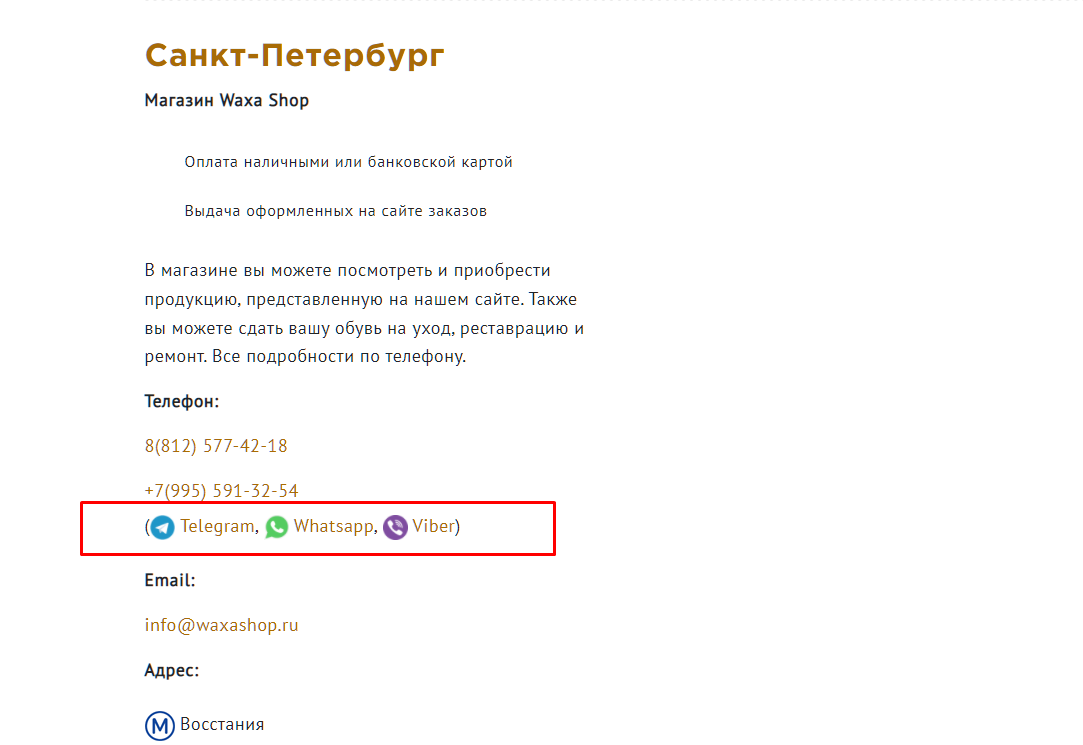 Санкт-Петербург
Магазин Waxa Shop
Оплата наличными или банковской картой
Выдача оформленных на сайте заказов
В магазине вы можете посмотреть и приобрести
продукцию, представленную на нашем сайте. Также
вы можете сдать вашу обувь на уход, реставрацию и
ремонт. Все подробности по телефону.
Телефон:
8(812) 577-42-18
+7(995) 591-32-54
(Telegram, Whatsapp, Viber)
Email:
info@waxashop.ru
Адрес:
М Восстания